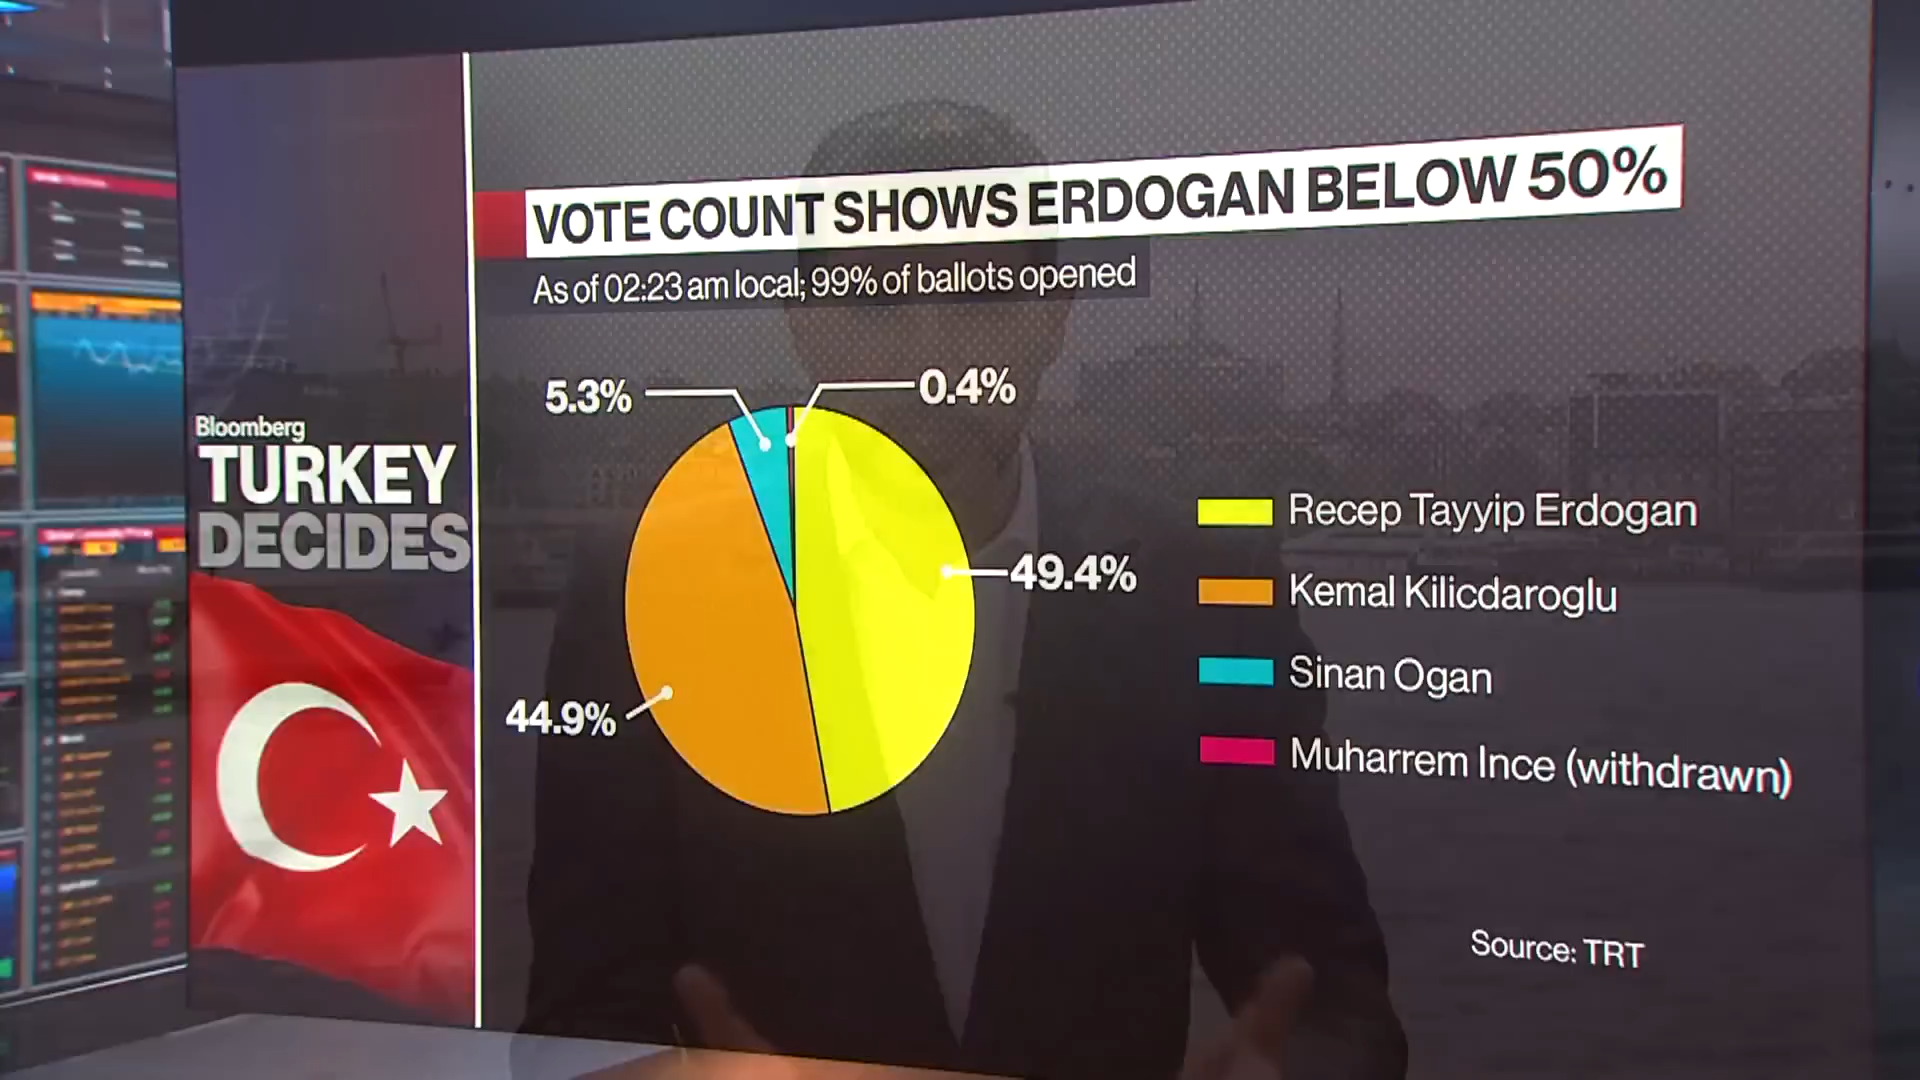 VOTE COUNT SHOWS ERDOGAN BELOW 50%
As of 02:23 am local; 99% of ballots opened
5.3%
0.4%
49.4%
44.9%
Bloomberg
TURKEY
DECIDES
Recep Tayyip Erdogan
Kemal Kilicdaroglu
Sinan Ogan
Muharrem Ince (withdrawn)
Source: TRT